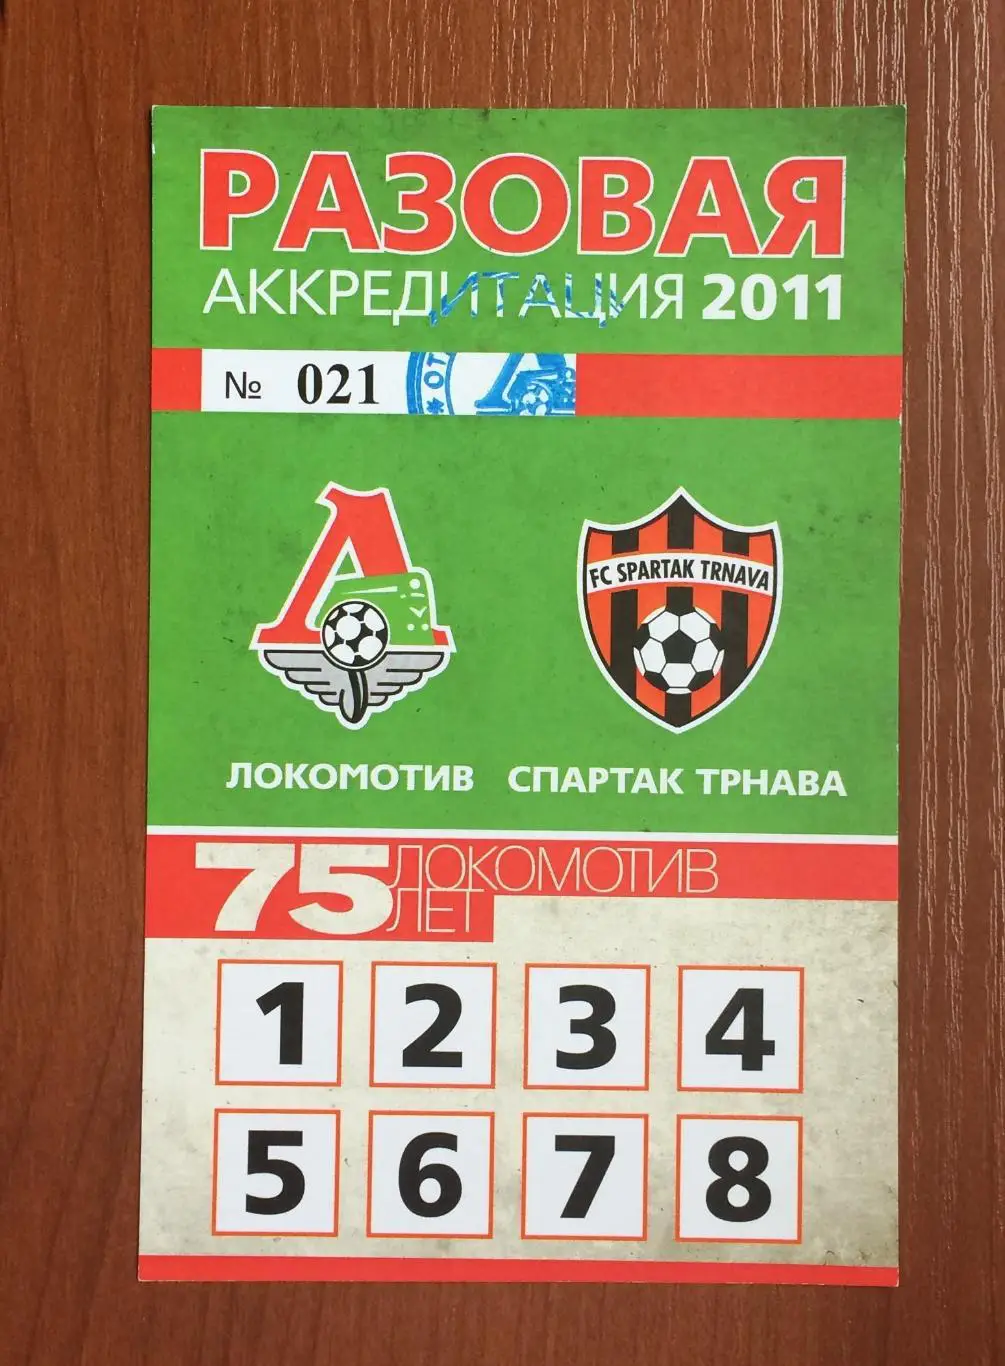 РАЗОВАЯ
АККРЕДИТАЦИЯ 2011
№ 021
* ОТ
FC SPARTAK TRNAVA
ЛОКОМОТИВ СПАРТАК ТРНАВА
75 ЛОКОМОТИВ
ЛЕТ
1 2 3 4
5 6 7 8